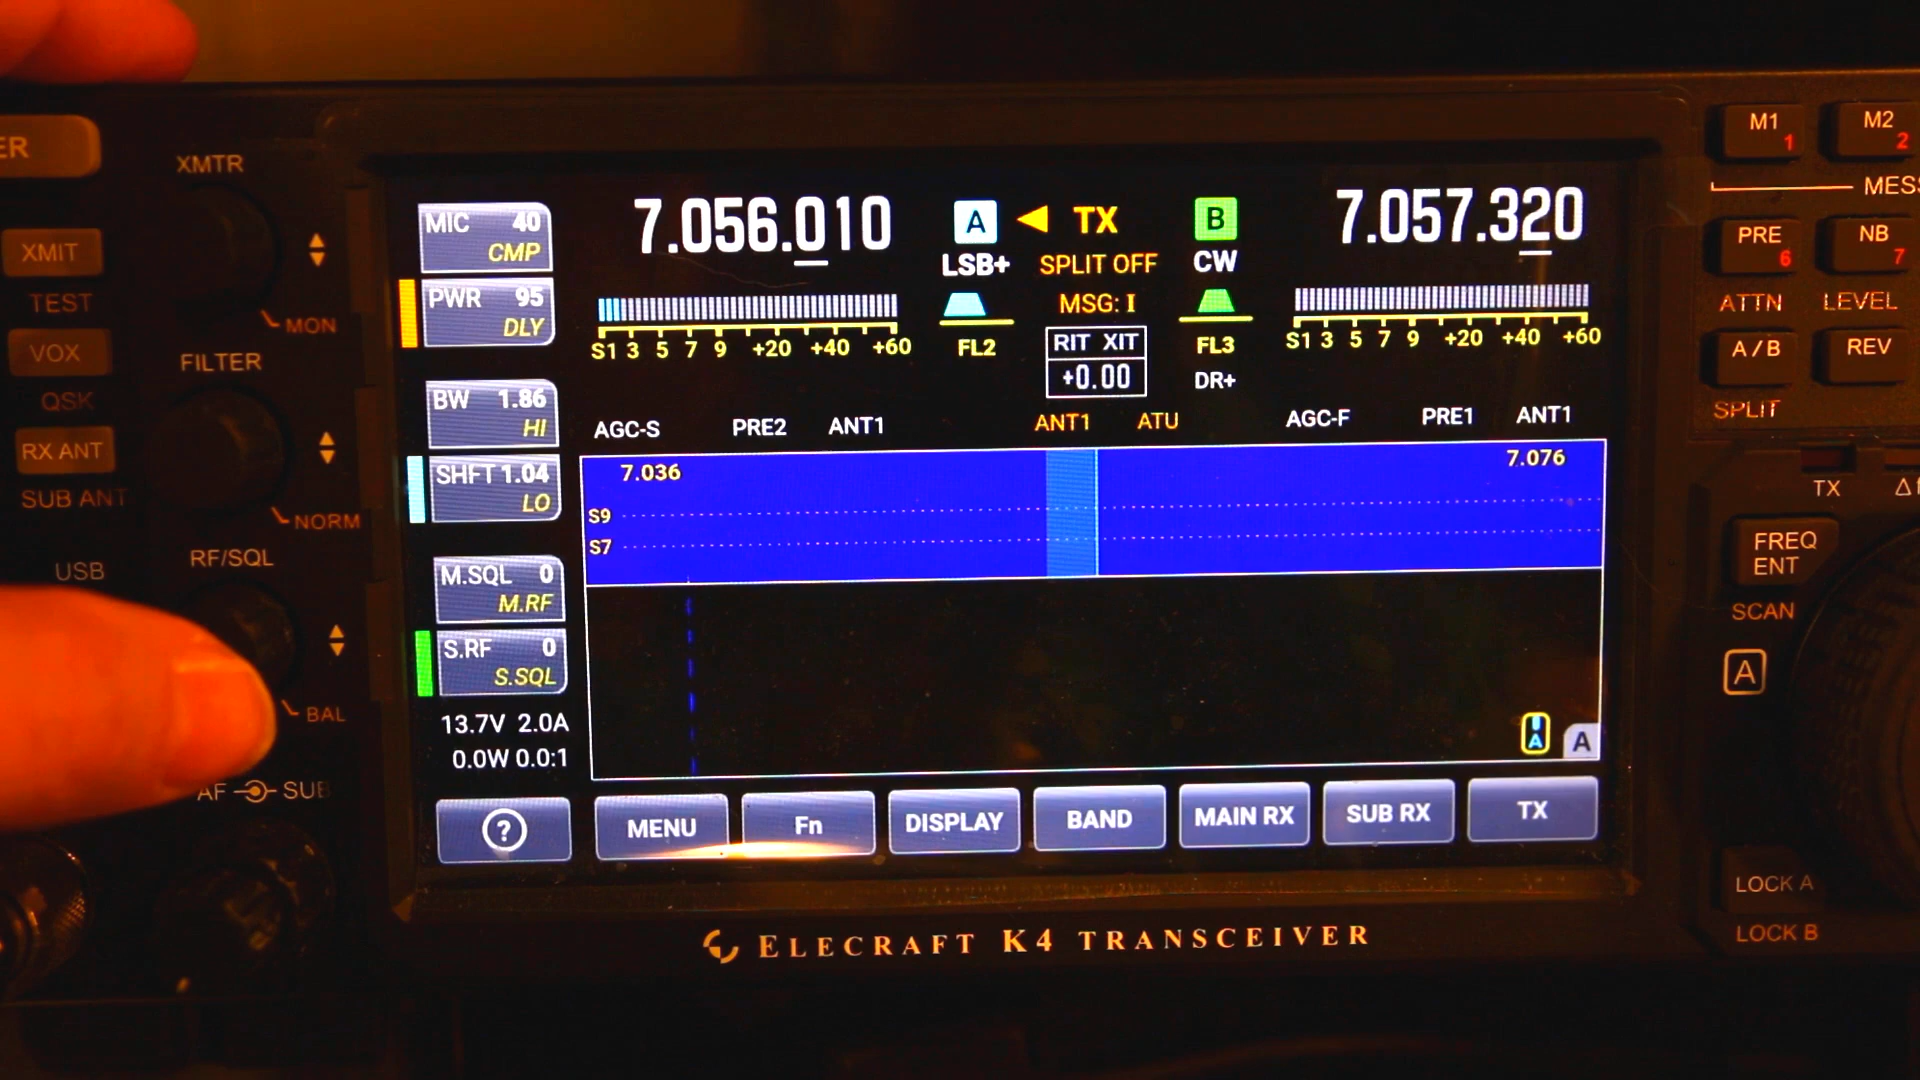 ER
XMTR
XMIT
TEST
MON
VOX
FILTER
QSK
RX ANT
SUB ANT
NORM
RF/SQL
USB
BAL
AF SUB
MIC 40
CMP
PWR 95
DLY
BW 1.86
HI
SHFT 1.04
LO
M.SQL 0
M.RF
S.RF 0
S.SQL
13.7V 2.0A
0.0W 0.0:1
7.056.010
A TX B
7.057.320
LSB+ SPLIT OFF CW
MSG: I
S1 3 5 7 9 +20 +40 +60
FL2 RIT XIT FL3
S1 3 5 7 9 +20 +40 +60
+0.00 DR+
AGC-S PRE2 ANT1 ANT1 ATU AGC-F PRE1 ANT1
7.036 7.076
S9
S7
A A
? MENU Fn DISPLAY BAND MAIN RX SUB RX TX
ELECRAFT K4 TRANSCEIVER
M1 1 M2 2
MES
PRE 6 NB 7
ATTN LEVEL
A/B REV
SPLIT
TX Δf
FREQ
ENT
SCAN
A
LOCK A
LOCK B